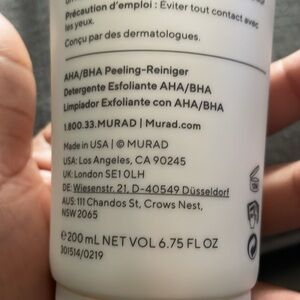 Précaution d'emploi : Éviter tout contact avec
les yeux.
Conçu par des dermatologues.
AHA/BHA Peeling-Reiniger
Detergente Esfoliante AHA/BHA
Limpiador Exfoliante con AHA/BHA
1.800.33.MURAD | Murad.com
Made in USA | © MURAD
USA: Los Angeles, CA 90245
UK: London SE1 0LH
DE: Wiesenstr. 21, D-40549 Düsseldorf
AUS: 111 Chandos St, Crows Nest,
NSW 2065
℮ 200 mL NET VOL 6.75 FL OZ
301514/0219